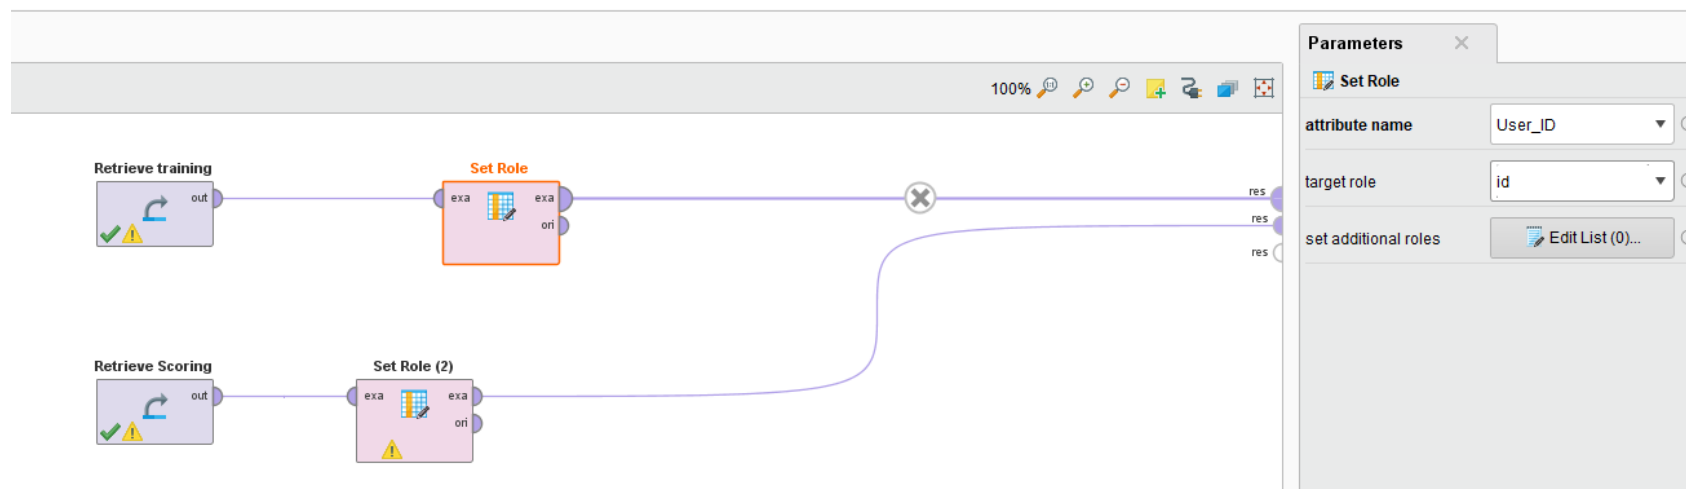 Parameters
100%
Set Role
attribute name
User_ID
target role
id
set additional roles
Edit List (0)...
Retrieve training
out
Set Role
exa
exa
ori
res
res
res
Retrieve Scoring
out
Set Role (2)
exa
exa
ori